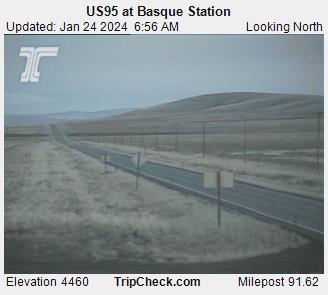 US95 at Basque Station
Updated: Jan 24 2024 6:56 AM Looking North
Elevation 4460 TripCheck.com Milepost 91.62